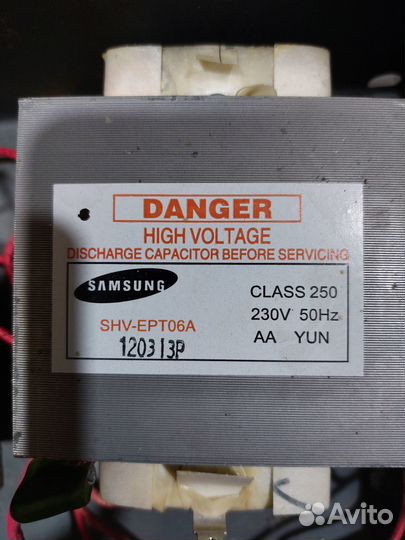 DANGER
HIGH VOLTAGE
DISCHARGE CAPACITOR BEFORE SERVICING
SAMSUNG
CLASS 250
SHV-EPT06A
230V 50Hz
120313P
AA YUN
Avito